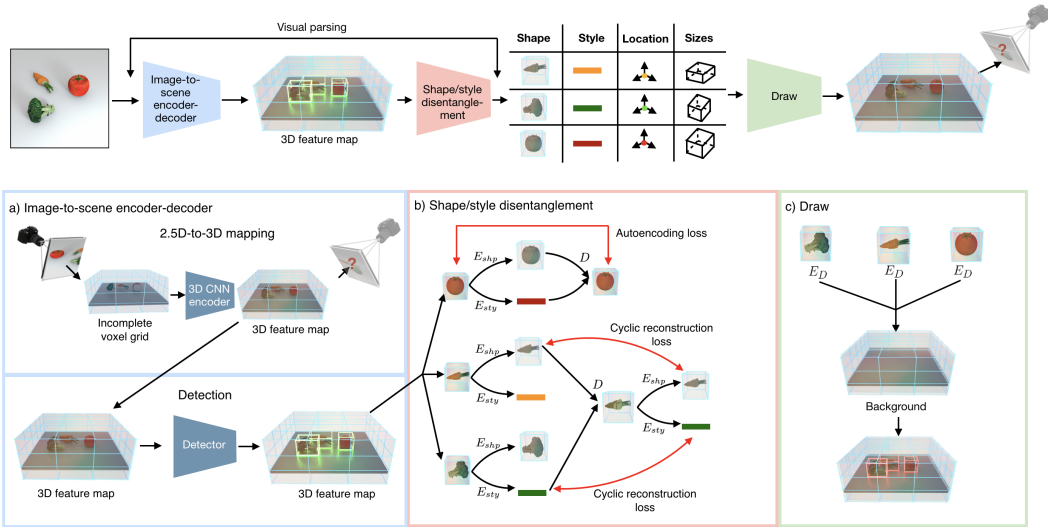 Visual parsing
Image-to-
scene
encoder-
decoder
3D feature map
Shape/style
disentangle-
ment
Shape Style Location Sizes
Draw
?
a) Image-to-scene encoder-decoder
2.5D-to-3D mapping
?
3D CNN
encoder
Incomplete
voxel grid
3D feature map
Detection
Detector
3D feature map
3D feature map
b) Shape/style disentanglement
Autoencoding loss
E_shp
D
E_sty
Cyclic reconstruction
loss
E_shp
E_sty
D
E_shp
E_sty
E_shp
E_sty
Cyclic reconstruction
loss
c) Draw
E_D E_D E_D
Background